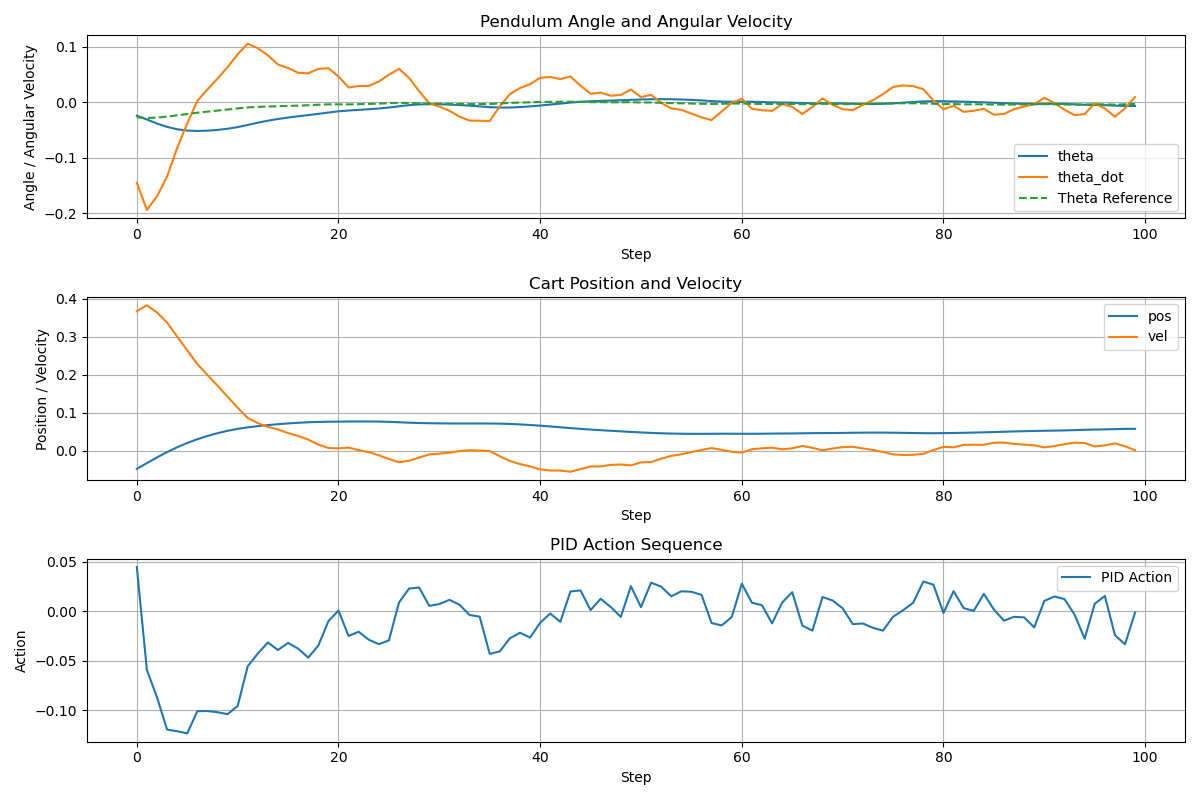 Pendulum Angle and Angular Velocity
Angle / Angular Velocity
0.1
0.0
−0.1
−0.2
theta
theta_dot
Theta Reference
0
20
40
60
80
100
Step
Cart Position and Velocity
Position / Velocity
0.4
0.3
0.2
0.1
0.0
pos
vel
0
20
40
60
80
100
Step
PID Action Sequence
Action
0.05
0.00
−0.05
−0.10
PID Action
0
20
40
60
80
100
Step